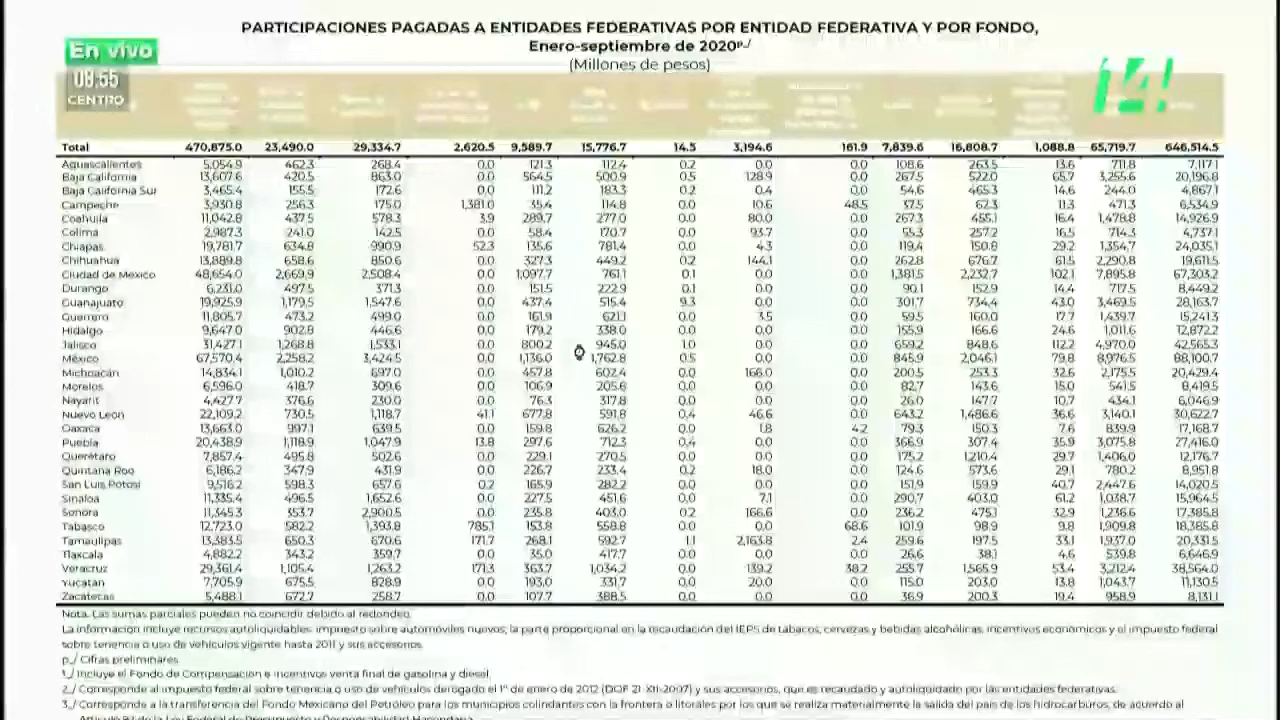 PARTICIPACIONES PAGADAS A ENTIDADES FEDERATIVAS POR ENTIDAD FEDERATIVA Y POR FONDO,
Enero-septiembre de 2020p_/
(Millones de pesos)
En vivo
08:55
CENTRO
14
Total 470,875.0 23,490.0 29,334.7 2,620.5 9,589.7 15,776.7 14.5 3,194.6 161.9 7,839.6 16,808.7 1,088.8 65,719.7 646,514.5
Aguascalientes 5,054.9 462.3 268.4 0.0 121.3 112.4 0.2 0.0 0.0 108.6 263.5 13.6 711.8 7,117.1
Baja California 13,607.6 420.5 863.0 0.0 564.5 500.9 0.5 128.9 0.0 267.5 522.0 65.7 3,255.6 20,196.8
Baja California Sur 3,465.4 155.5 172.6 0.0 111.2 183.3 0.2 0.4 0.0 54.6 465.3 14.6 244.0 4,867.1
Campeche 3,930.8 256.3 175.0 1,381.0 35.4 114.8 0.0 10.6 48.5 37.5 62.3 11.3 471.3 6,534.9
Coahuila 11,042.8 437.5 578.3 3.9 289.7 277.0 0.0 80.0 0.0 267.3 455.1 16.4 1,478.8 14,926.9
Colima 2,987.3 241.0 142.5 0.0 58.4 170.7 0.0 93.7 0.0 55.3 257.2 16.5 714.3 4,737.1
Chiapas 19,781.7 634.8 990.9 52.3 135.6 781.4 0.0 4.3 0.0 119.4 150.8 29.2 1,354.7 24,035.1
Chihuahua 13,889.8 658.6 850.6 0.0 327.3 449.2 0.2 144.1 0.0 262.8 676.7 61.5 2,290.8 19,611.5
Ciudad de México 48,654.0 2,669.9 2,508.4 0.0 1,097.7 761.1 0.1 0.0 0.0 1,381.5 2,232.7 102.1 7,895.8 67,303.2
Durango 6,231.0 497.5 371.3 0.0 151.5 222.9 0.1 0.0 0.0 90.1 152.9 14.4 717.5 8,449.2
Guanajuato 19,925.9 1,179.5 1,547.6 0.0 437.4 515.4 9.3 0.0 0.0 301.7 734.4 43.0 3,469.5 28,163.7
Guerrero 11,805.7 473.2 499.0 0.0 161.9 621.1 0.0 3.5 0.0 59.5 160.0 17.7 1,439.7 15,241.3
Hidalgo 9,647.0 902.8 446.6 0.0 179.2 338.0 0.0 0.0 0.0 155.9 166.6 24.6 1,011.6 12,872.2
Jalisco 31,427.1 1,268.8 1,533.1 0.0 800.2 945.0 1.0 0.0 0.0 659.2 848.6 112.2 4,970.0 42,565.3
México 67,570.4 2,258.2 3,424.5 0.0 1,136.0 1,762.8 0.5 0.0 0.0 845.9 2,046.1 79.8 8,976.5 88,100.7
Michoacán 14,834.1 1,010.2 697.0 0.0 457.8 602.4 0.0 166.0 0.0 200.5 253.3 32.6 2,175.5 20,429.4
Morelos 6,596.0 418.7 309.6 0.0 106.9 205.6 0.0 0.0 0.0 82.7 143.6 15.0 541.5 8,419.5
Nayarit 4,427.7 376.6 230.0 0.0 76.3 317.8 0.0 0.0 0.0 26.0 147.7 10.7 434.1 6,046.9
Nuevo León 22,109.2 730.5 1,118.7 41.1 677.8 591.8 0.4 46.6 0.0 643.2 1,486.6 36.6 3,140.1 30,622.7
Oaxaca 13,663.0 997.1 639.5 0.0 159.8 626.2 0.0 1.8 4.2 79.3 150.3 7.6 839.9 17,168.7
Puebla 20,438.9 1,118.9 1,047.9 13.8 297.6 712.3 0.4 0.0 0.0 366.9 307.4 35.9 3,075.8 27,416.0
Querétaro 7,857.4 495.8 502.6 0.0 229.1 270.5 0.0 0.0 0.0 175.2 1,210.4 29.7 1,406.0 12,176.7
Quintana Roo 6,186.2 347.9 431.9 0.0 226.7 233.4 0.2 18.0 0.0 124.6 573.6 29.1 780.2 8,951.8
San Luis Potosí 9,516.2 598.3 657.6 0.2 165.9 282.2 0.0 0.0 0.0 151.9 159.9 40.7 2,447.6 14,020.5
Sinaloa 11,335.4 496.5 1,652.6 0.0 227.5 451.6 0.0 7.1 0.0 290.7 403.0 61.2 1,038.7 15,964.5
Sonora 11,345.3 353.7 2,900.5 0.0 235.8 403.0 0.2 166.6 0.0 236.2 475.1 32.9 1,236.6 17,385.8
Tabasco 12,723.0 582.2 1,393.8 785.1 153.8 558.8 0.0 0.0 68.6 101.9 98.9 9.8 1,909.8 18,385.8
Tamaulipas 13,383.5 650.3 670.6 171.7 268.1 592.7 1.1 2,163.8 2.4 259.6 197.5 33.1 1,937.0 20,331.5
Tlaxcala 4,882.2 343.2 359.7 0.0 35.0 417.7 0.0 0.0 0.0 26.6 38.1 4.6 539.8 6,646.9
Veracruz 29,361.4 1,105.4 1,263.2 171.3 363.7 1,034.2 0.0 139.2 38.2 255.7 1,565.9 53.4 3,212.4 38,564.0
Yucatán 7,705.9 675.5 828.9 0.0 193.0 331.7 0.0 20.0 0.0 115.0 203.0 13.8 1,043.7 11,130.5
Zacatecas 5,488.1 672.7 258.7 0.0 107.7 388.5 0.0 0.0 0.0 36.9 200.3 19.4 958.9 8,131.1
Nota. Las sumas parciales pueden no coincidir debido al redondeo.
La información incluye recursos autoliquidables: impuesto sobre automóviles nuevos; la parte proporcional en la recaudación del IEPS de tabacos, cervezas y bebidas alcohólicas, incentivos económicos y el impuesto federal
sobre tenencia o uso de vehículos vigente hasta 2011 y sus accesorios.
p_/ Cifras preliminares.
1_/ Incluye el Fondo de Compensación e incentivos venta final de gasolina y diesel.
2_/ Corresponde al impuesto federal sobre tenencia o uso de vehículos derogado el 1º de enero de 2012 (DOF 21-XII-2007) y sus accesorios, que es recaudado y autoliquidado por las entidades federativas.
3_/ Corresponde a la transferencia del Fondo Mexicano del Petróleo para los municipios colindantes con la frontera o litorales por los que se realiza materialmente la salida del país de los hidrocarburos, de acuerdo al